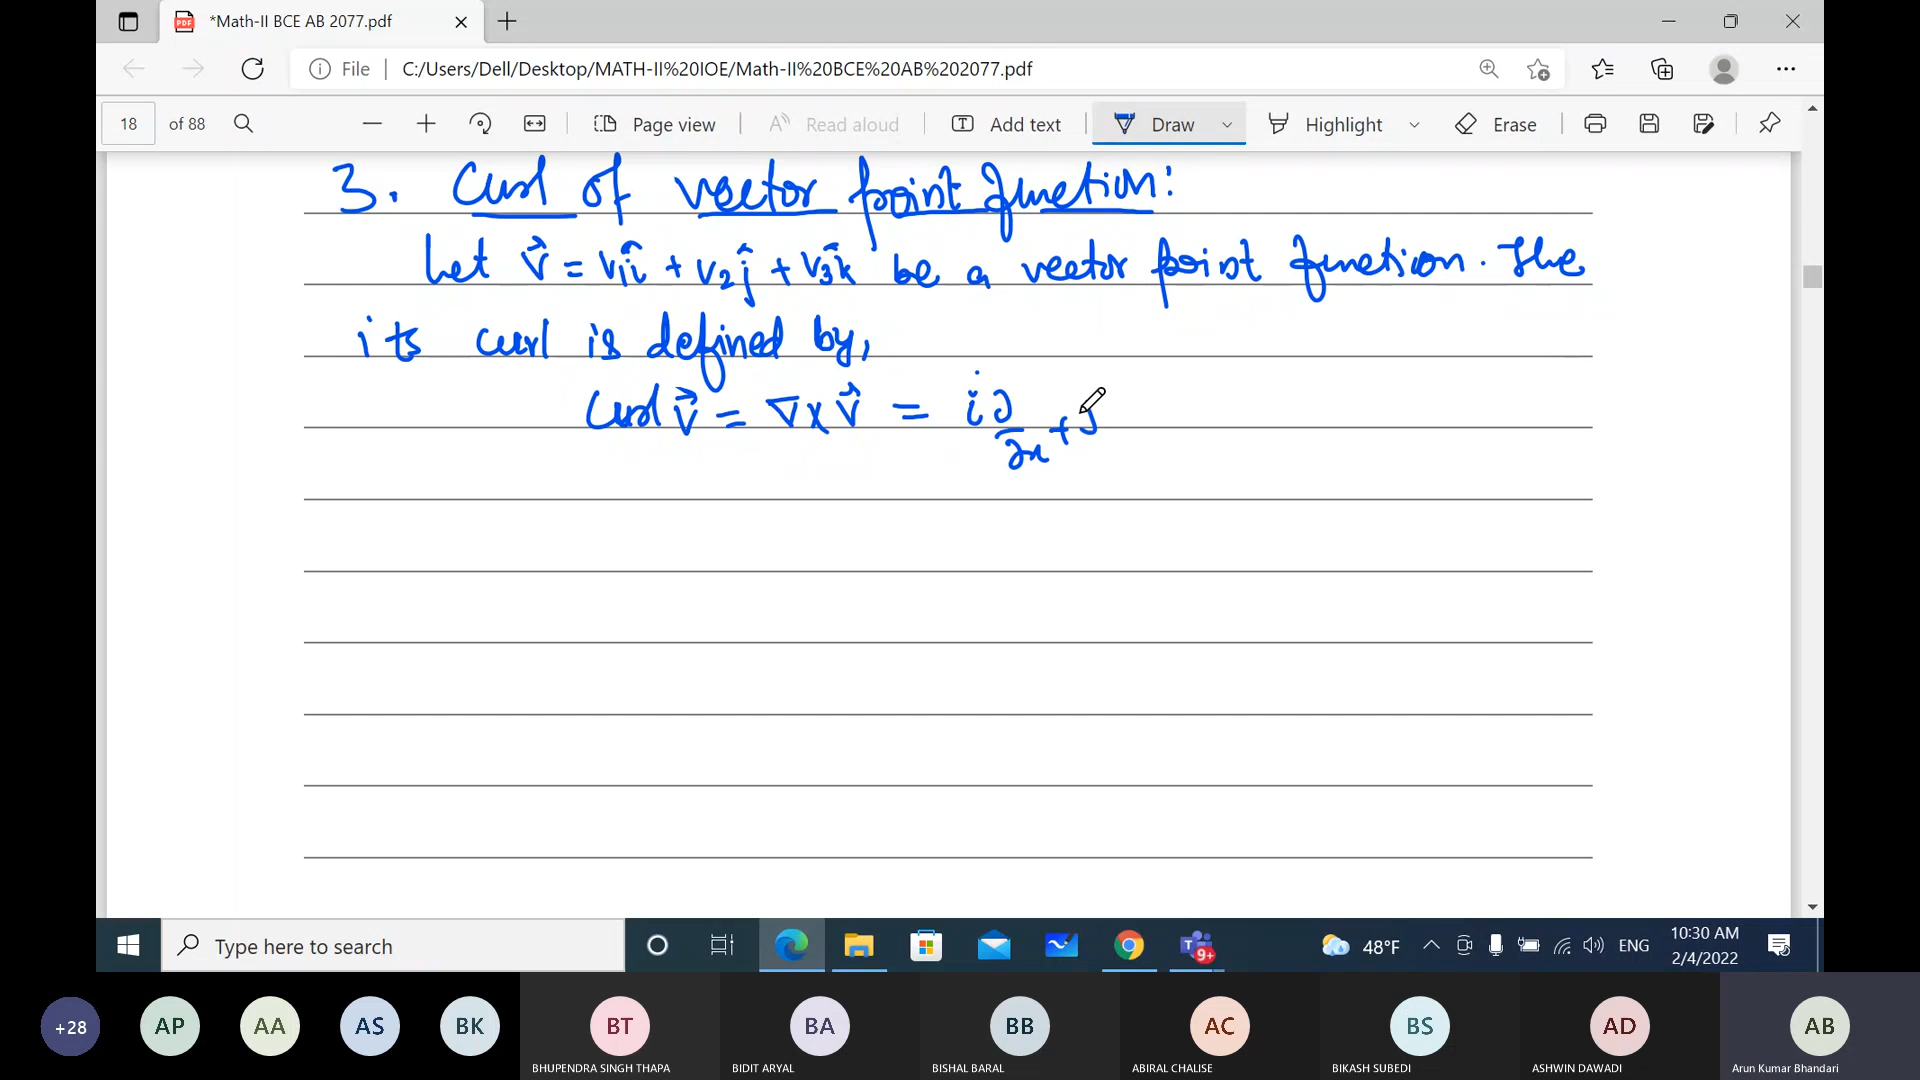 *Math-II BCE AB 2077.pdf
File C:/Users/Dell/Desktop/MATH-II%20IOE/Math-II%20BCE%20AB%202077.pdf
18 of 88 Page view Read aloud Add text Draw Highlight Erase
3. Curl of vector point function:
Let v⃗ = v₁î + v₂ĵ + v₃k̂ be a vector point function. The
its curl is defined by,
Curl v⃗ = ∇ × v⃗ = i ∂/∂x + j
Type here to search
9+
48°F ENG 10:30 AM
2/4/2022
+28 AP AA AS BK BT BA BB AC BS AD AB
BHUPENDRA SINGH THAPA BIDIT ARYAL BISHAL BARAL ABIRAL CHALISE BIKASH SUBEDI ASHWIN DAWADI Arun Kumar Bhandari